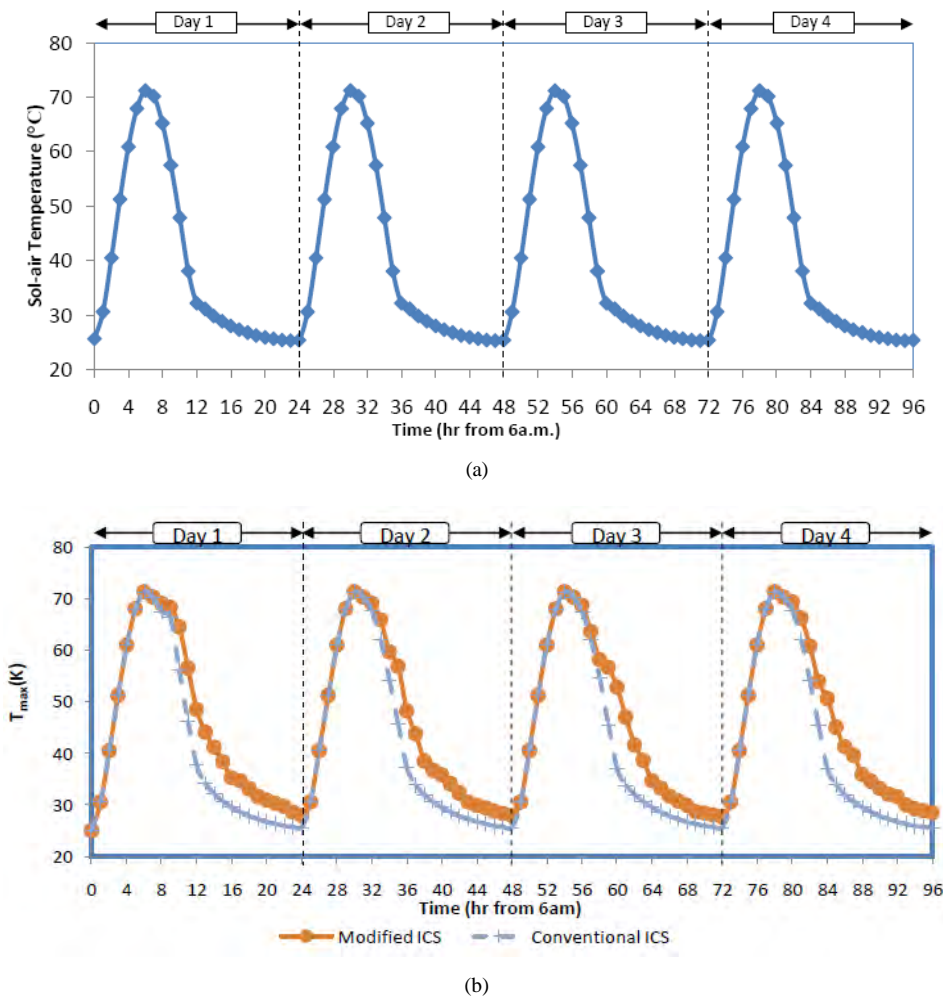 Day 1 Day 2 Day 3 Day 4
80
70
60
50
40
30
20
Sol-air Temperature (°C)
0 4 8 12 16 20 24 28 32 36 40 44 48 52 56 60 64 68 72 76 80 84 88 92 96
Time (hr from 6a.m.)
(a)
Day 1 Day 2 Day 3 Day 4
80
70
60
50
40
30
20
Tmax(K)
0 4 8 12 16 20 24 28 32 36 40 44 48 52 56 60 64 68 72 76 80 84 88 92 96
Time (hr from 6am)
Modified ICS Conventional ICS
(b)